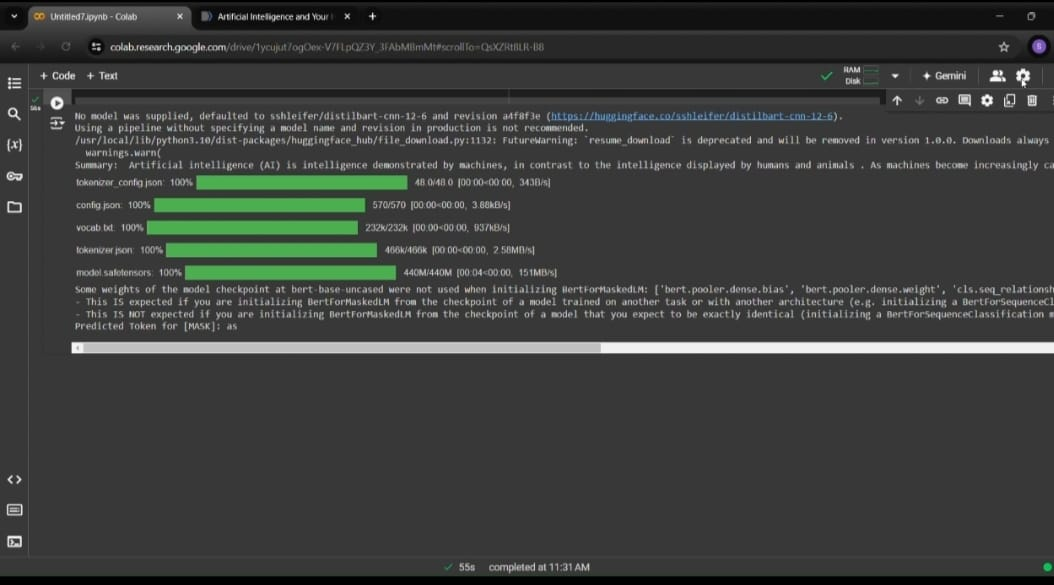 Untitled7.ipynb - Colab
Artificial Intelligence and Your
colab.research.google.com/drive/
+ Code + Text
RAM
Disk
Gemini
55s
No model was supplied, defaulted to sshleifer/distilbart-cnn-12-6 and revision a4f8f3e (https://huggingface.co/sshleifer/distilbart-cnn-12-6).
Using a pipeline without specifying a model name and revision in production is not recommended.
/usr/local/lib/python3.10/dist-packages/huggingface_hub/file_download.py:1132: FutureWarning: `resume_download` is deprecated and will be removed in version 1.0.0. Downloads always
warnings.warn(
Summary: Artificial intelligence (AI) is intelligence demonstrated by machines, in contrast to the intelligence displayed by humans and animals . As machines become increasingly ca
tokenizer_config.json: 100% 48.0/48.0 [00:00<00:00, 343B/s]
config.json: 100% 570/570 [00:00<00:00, 3.88kB/s]
vocab.txt: 100% 232k/232k [00:00<00:00, 937kB/s]
tokenizer.json: 100% 466k/466k [00:00<00:00, 2.58MB/s]
model.safetensors: 100% 440M/440M [00:04<00:00, 151MB/s]
Some weights of the model checkpoint at bert-base-uncased were not used when initializing BertForMaskedLM: ['bert.pooler.dense.bias', 'bert.pooler.dense.weight', 'cls.seq_relationsh
- This IS expected if you are initializing BertForMaskedLM from the checkpoint of a model trained on another task or with another architecture (e.g. initializing a BertForSequenceCl
- This IS NOT expected if you are initializing BertForMaskedLM from the checkpoint of a model that you expect to be exactly identical (initializing a BertForSequenceClassification m
Predicted Token for [MASK]: as
55s completed at 11:31 AM